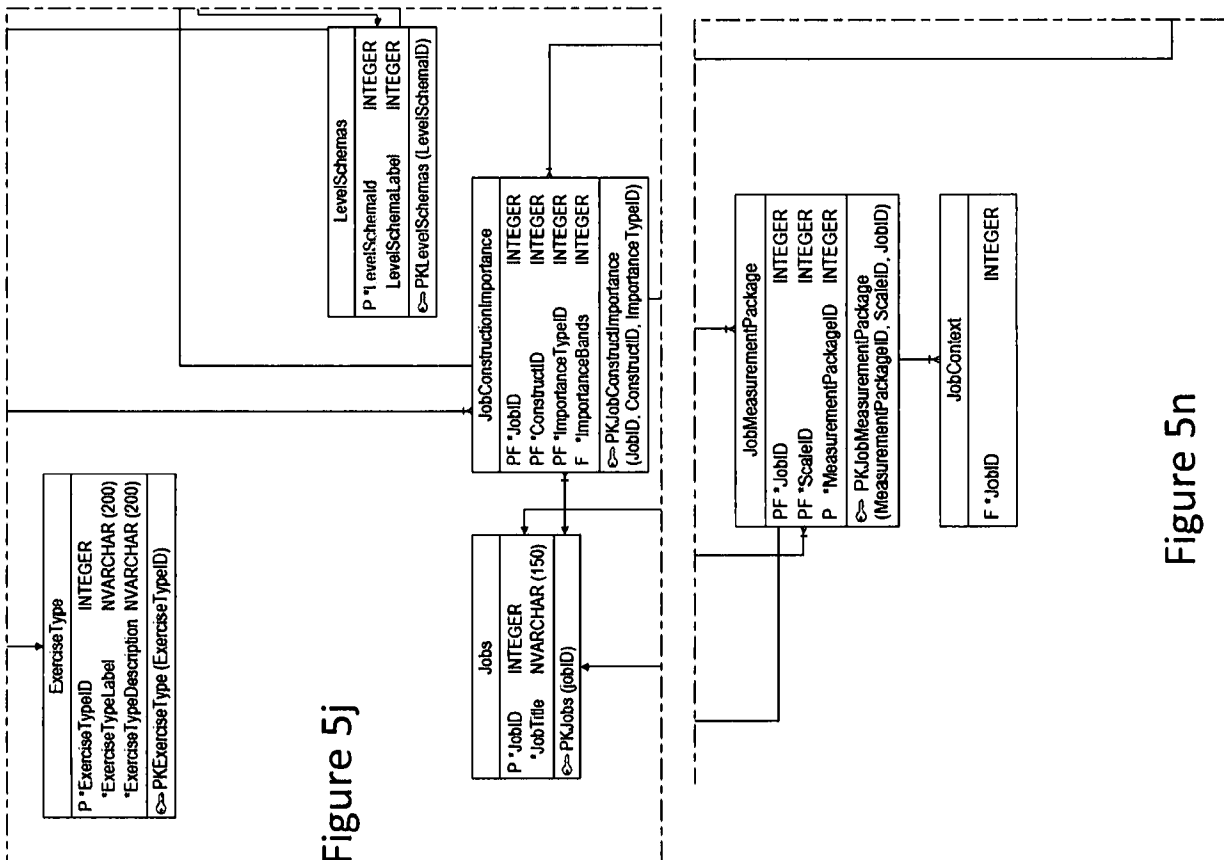 ExerciseType
P *ExerciseTypeID INTEGER
*ExerciseTypeLabel NVARCHAR (200)
*ExerciseTypeDescription NVARCHAR (200)
PKExerciseType (ExerciseTypeID)
LevelSchemas
P *LevelSchemaId INTEGER
LevelSchemaLabel INTEGER
PKLevelSchemas (LevelSchemaID)
JobConstructionImportance
PF *JobID INTEGER
PF *ConstructID INTEGER
PF *ImportanceTypeID INTEGER
F *ImportanceBands INTEGER
PKJobConstructImportance
(JobID, ConstructID, ImportanceTypeID)
Jobs
P *JobID INTEGER
*JobTitle NVARCHAR (150)
PKJobs (jobID)
Figure 5j
JobMeasurementPackage
PF *JobID INTEGER
PF *ScaleID INTEGER
P *MeasurementPackageID INTEGER
PKJobMeasurementPackage
(MeasurementPackageID, ScaleID, JobID)
JobContext
F *JobID INTEGER
Figure 5n